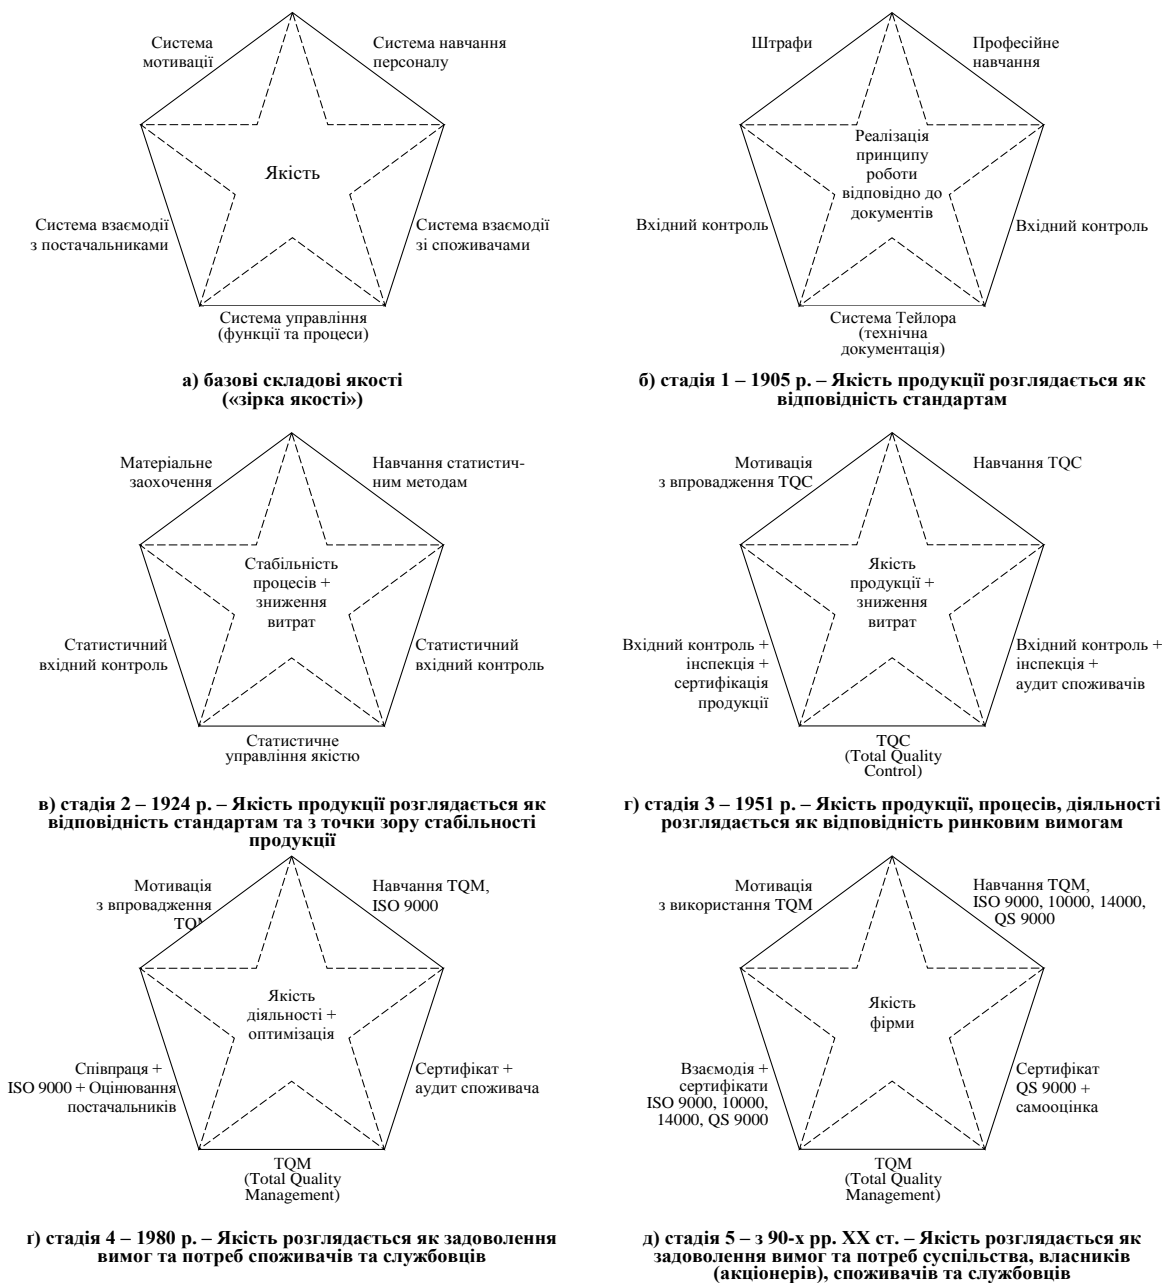 Система
мотивації
Система навчання
персоналу
Якість
Система взаємодії
з постачальниками
Система взаємодії
зі споживачами
Система управління
(функції та процеси)
а) базові складові якості
(«зірка якості»)
Штрафи
Професійне
навчання
Реалізація
принципу
роботи
відповідно до
документів
Вхідний контроль
Вхідний контроль
Система Тейлора
(технічна
документація)
б) стадія 1 – 1905 р. – Якість продукції розглядається як
відповідність стандартам
Матеріальне
заохочення
Навчання статистич-
ним методам
Стабільність
процесів +
зниження
витрат
Статистичний
вхідний контроль
Статистичний
вхідний контроль
Статистичне
управління якістю
в) стадія 2 – 1924 р. – Якість продукції розглядається як
відповідність стандартам та з точки зору стабільності
продукції
Мотивація
з впровадження TQC
Навчання TQC
Якість
продукції +
зниження
витрат
Вхідний контроль +
інспекція +
сертифікація
продукції
Вхідний контроль +
інспекція +
аудит споживачів
TQC
(Total Quality
Control)
г) стадія 3 – 1951 р. – Якість продукції, процесів, діяльності
розглядається як відповідність ринковим вимогам
Мотивація
з впровадження
TQM
Навчання TQM,
ISO 9000
Якість
діяльності +
оптимізація
Співпраця +
ISO 9000 + Оцінювання
постачальників
Сертифікат +
аудит споживача
TQM
(Total Quality
Management)
ґ) стадія 4 – 1980 р. – Якість розглядається як задоволення
вимог та потреб споживачів та службовців
Мотивація
з використання TQM
Навчання TQM,
ISO 9000, 10000, 14000,
QS 9000
Якість
фірми
Взаємодія +
сертифікати
ISO 9000, 10000,
14000, QS 9000
Сертифікат
QS 9000 +
самооцінка
TQM
(Total Quality
Management)
д) стадія 5 – з 90-х рр. ХХ ст. – Якість розглядається як
задоволення вимог та потреб суспільства, власників
(акціонерів), споживачів та службовців